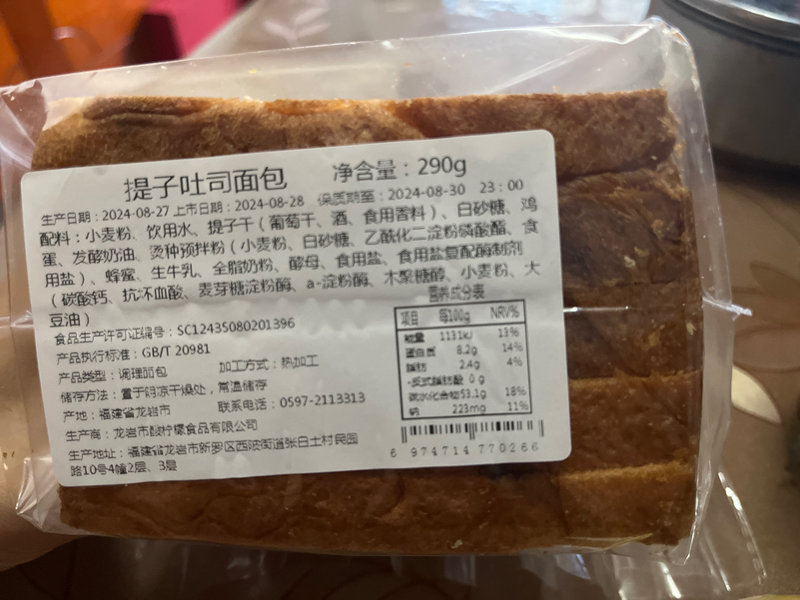 提子吐司面包 净含量：290g
生产日期：2024-08-27 上市日期：2024-08-28 保质期至：2024-08-30 23：00
配料：小麦粉、饮用水、提子干（葡萄干、酒、食用香料）、白砂糖、鸡
蛋、发酵奶油、烫种预拌粉（小麦粉、白砂糖、乙酰化二淀粉磷酸酯、食
用盐）、蜂蜜、生牛乳、全脂奶粉、酵母、食用盐、食用盐复配酶制剂
（碳酸钙、抗坏血酸、麦芽糖淀粉酶、a-淀粉酶、木聚糖醇、小麦粉、大
豆油）
食品生产许可证编号：SC12435080201396
产品执行标准：GB/T 20981
产品类型：调理面包 加工方式：热加工
储存方法：置于阴凉干燥处，常温储存
产地：福建省龙岩市 联系电话：0597-2113313
生产商：龙岩市酸柠檬食品有限公司
生产地址：福建省龙岩市新罗区西陂街道张白土村民园
路10号4幢2层、3层
营养成分表
项目 每100g NRV%
能量 1131kJ 13%
蛋白质 8.2g 14%
脂肪 2.4g 4%
-反式脂肪酸 0 g
碳水化合物 53.1g 18%
钠 223mg 11%
6 974714 770266